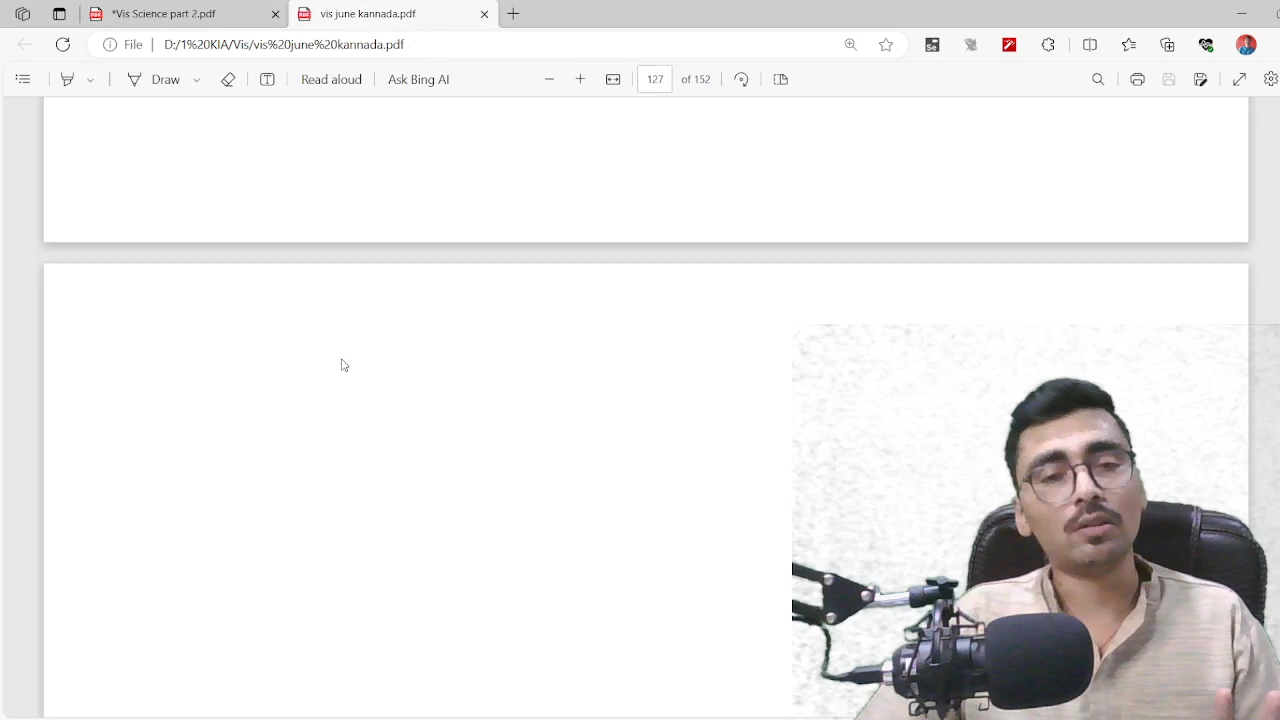 *Vis Science part 2.pdf
vis june kannada.pdf
File | D:/1%20KIA/Vis/vis%20june%20kannada.pdf
Draw
Read aloud
Ask Bing AI
127 of 152